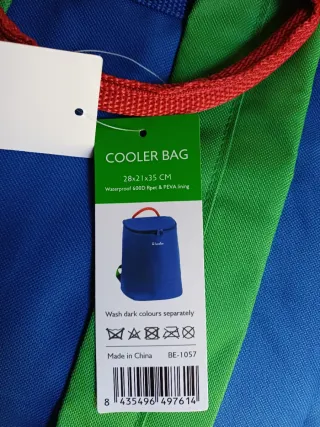 COOLER BAG
28x21x35 CM
Waterproof 600D Rpet & PEVA lining
Wash dark colours separately
Made in China BE-1057
8 435496 497614